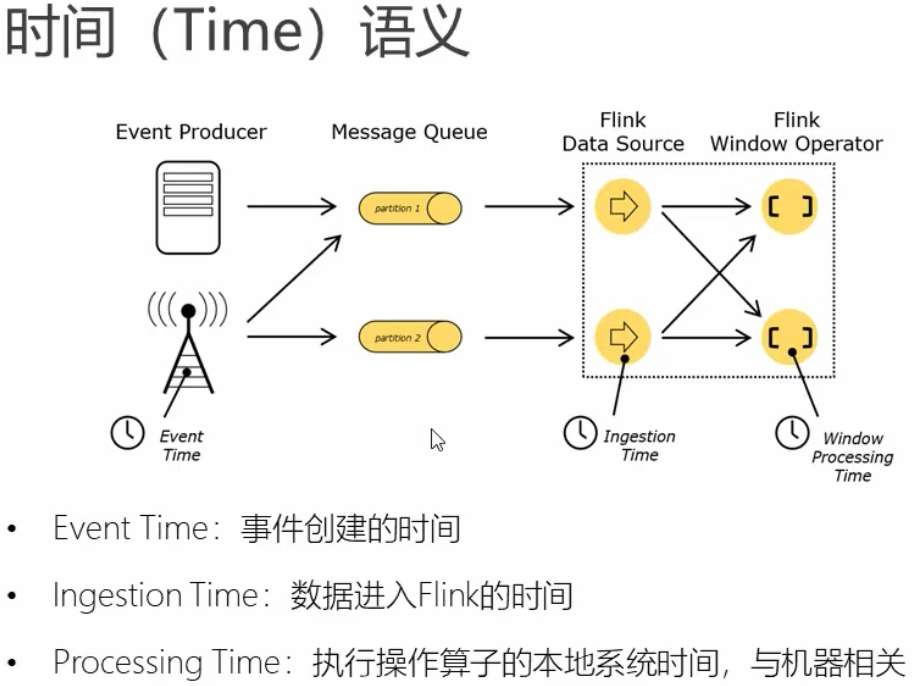 时间（Time）语义
Event Producer
Message Queue
Flink
Data Source
Flink
Window Operator
partition 1
partition 2
Event
Time
Ingestion
Time
Window
Processing
Time
• Event Time：事件创建的时间
• Ingestion Time：数据进入Flink的时间
• Processing Time：执行操作算子的本地系统时间，与机器相关